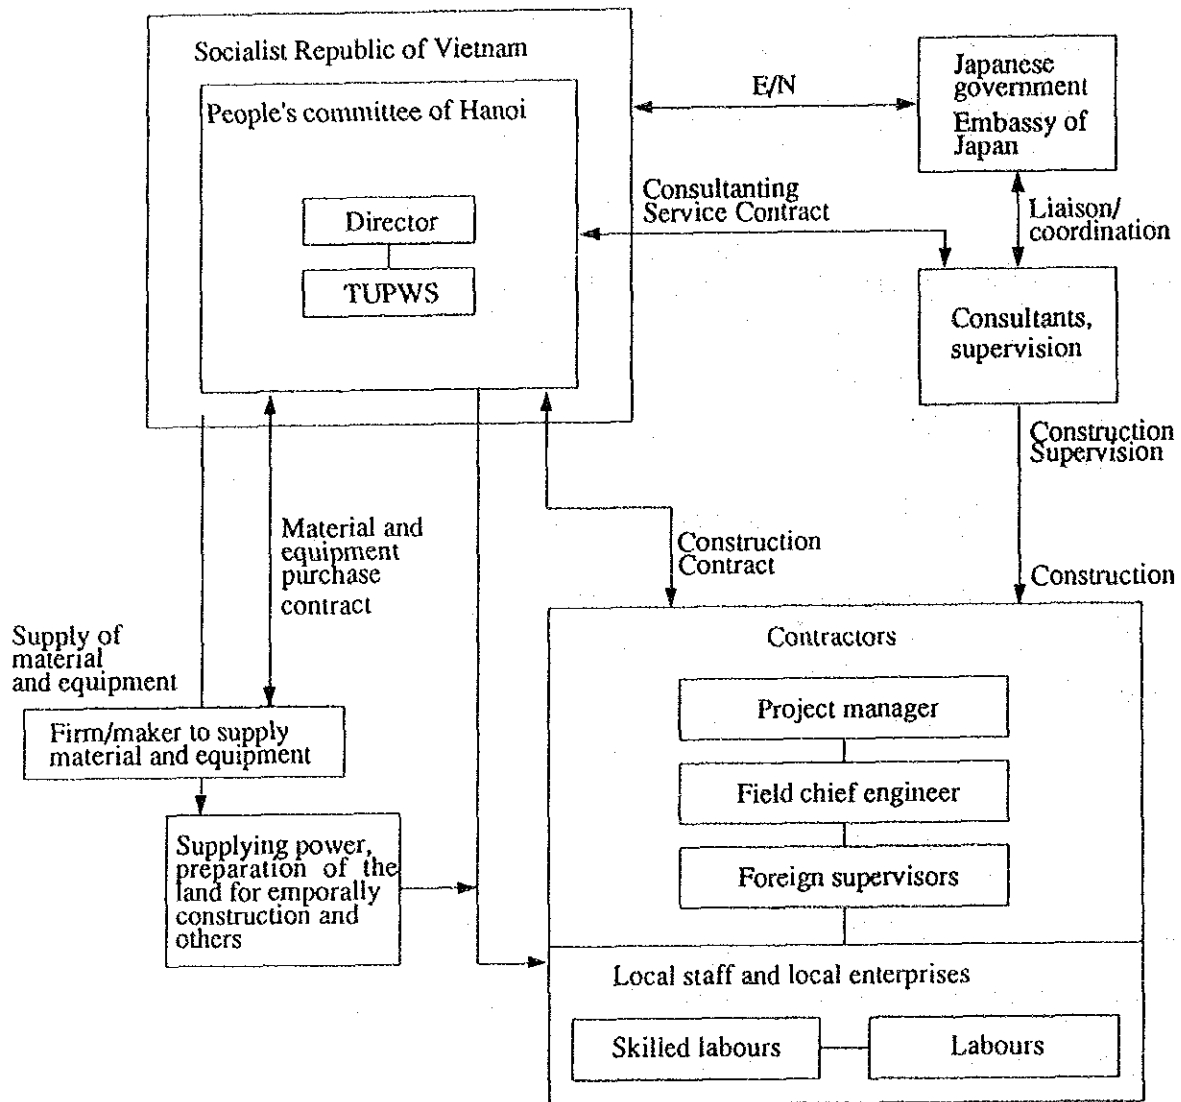 Socialist Republic of Vietnam
People's committee of Hanoi
Director
TUPWS
E/N
Japanese
government
Embassy of
Japan
Consultanting
Service Contract
Liaison/
coordination
Consultants,
supervision
Construction
Supervision
Construction
Material and
equipment
purchase
contract
Construction
Contract
Supply of
material
and equipment
Firm/maker to supply
material and equipment
Supplying power,
preparation of the
land for emporally
construction and
others
Contractors
Project manager
Field chief engineer
Foreign supervisors
Local staff and local enterprises
Skilled labours
Labours